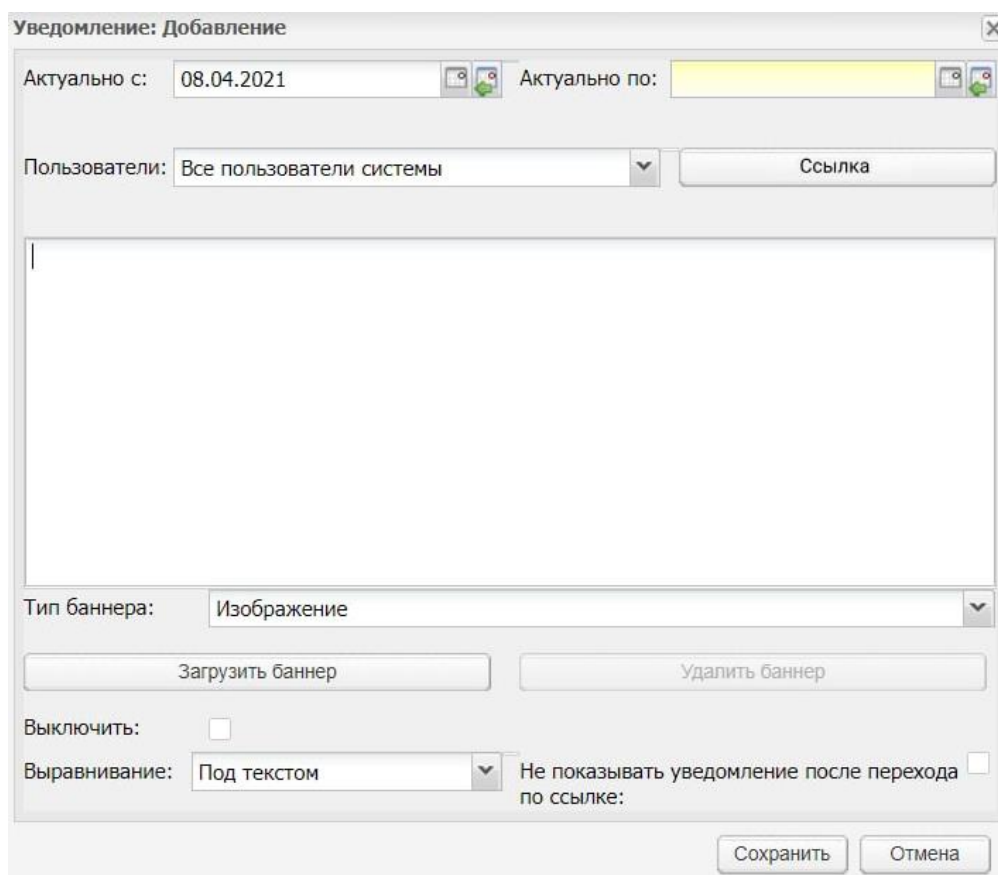 Уведомление: Добавление
Актуально с: 08.04.2021 Актуально по:
Пользователи: Все пользователи системы Ссылка
Тип баннера: Изображение
Загрузить баннер Удалить баннер
Выключить:
Выравнивание: Под текстом Не показывать уведомление после перехода
по ссылке:
Сохранить Отмена